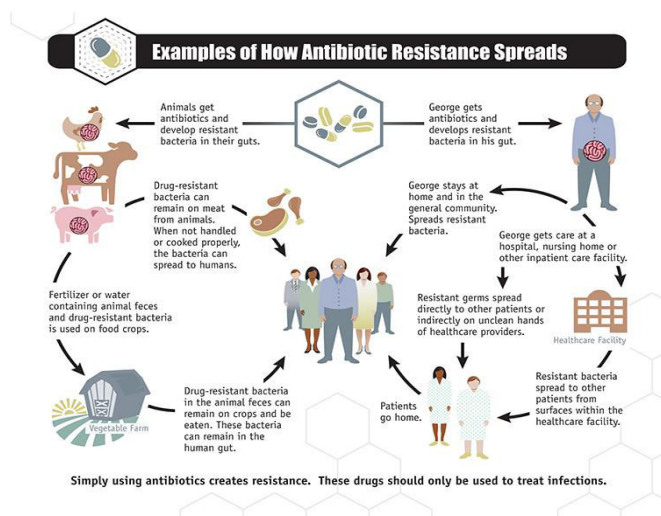 Examples of How Antibiotic Resistance Spreads
Animals get
antibiotics and
develop resistant
bacteria in their guts.
George gets
antibiotics and
develops resistant
bacteria in his gut.
Drug-resistant
bacteria can
remain on meat
from animals.
When not handled
or cooked properly,
the bacteria can
spread to humans.
George stays at
home and in the
general community.
Spreads resistant
bacteria.
George gets care at a
hospital, nursing home or
other inpatient care facility.
Fertilizer or water
containing animal feces
and drug-resistant bacteria
is used on food crops.
Resistant germs spread
directly to other patients or
indirectly on unclean hands
of healthcare providers.
Healthcare Facility
Drug-resistant bacteria
in the animal feces can
remain on crops and be
eaten. These bacteria
can remain in the
human gut.
Vegetable Farm
Patients
go home.
Resistant bacteria
spread to other
patients from
surfaces within the
healthcare facility.
Simply using antibiotics creates resistance. These drugs should only be used to treat infections.